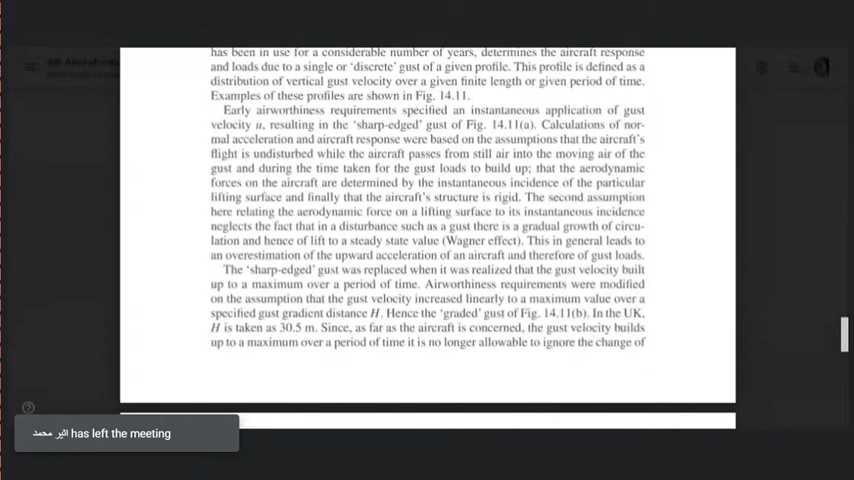 has been in use for a considerable number of years, determines the aircraft response
and loads due to a single or ‘discrete’ gust of a given profile. This profile is defined as a
distribution of vertical gust velocity over a given finite length or given period of time.
Examples of these profiles are shown in Fig. 14.11.
Early airworthiness requirements specified an instantaneous application of gust
velocity u, resulting in the ‘sharp-edged’ gust of Fig. 14.11(a). Calculations of nor-
mal acceleration and aircraft response were based on the assumptions that the aircraft’s
flight is undisturbed while the aircraft passes from still air into the moving air of the
gust and during the time taken for the gust loads to build up; that the aerodynamic
forces on the aircraft are determined by the instantaneous incidence of the particular
lifting surface and finally that the aircraft’s structure is rigid. The second assumption
here relating the aerodynamic force on a lifting surface to its instantaneous incidence
neglects the fact that in a disturbance such as a gust there is a gradual growth of circu-
lation and hence of lift to a steady state value (Wagner effect). This in general leads to
an overestimation of the upward acceleration of an aircraft and therefore of gust loads.
The ‘sharp-edged’ gust was replaced when it was realized that the gust velocity built
up to a maximum over a period of time. Airworthiness requirements were modified
on the assumption that the gust velocity increased linearly to a maximum value over a
specified gust gradient distance H. Hence the ‘graded’ gust of Fig. 14.11(b). In the UK,
H is taken as 30.5 m. Since, as far as the aircraft is concerned, the gust velocity builds
up to a maximum over a period of time it is no longer allowable to ignore the change of
اثير محمد has left the meeting